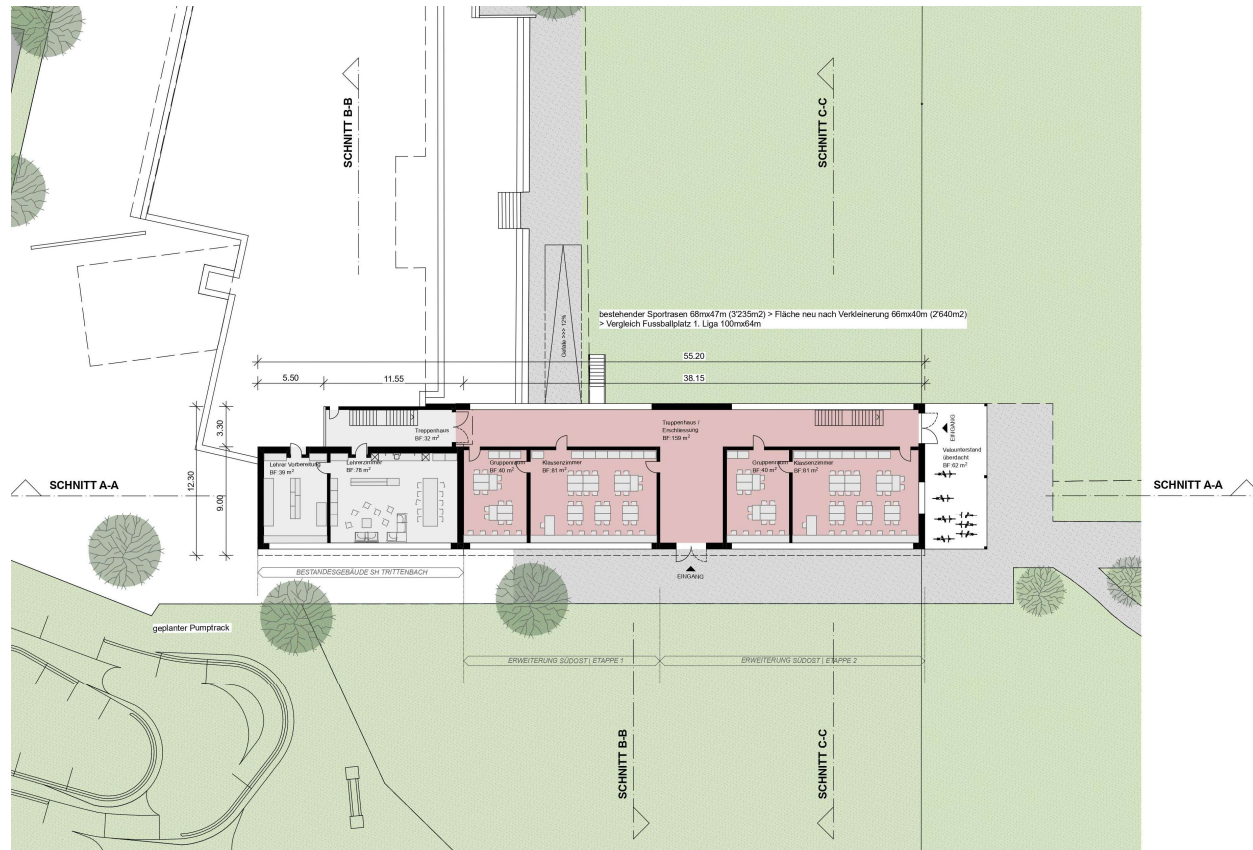 SCHNITT B-B
SCHNITT C-C
Gefälle >>> 12%
bestehender Sportrasen 68mx47m (3'235m2) > Fläche neu nach Verkleinerung 66mx40m (2'640m2)
> Vergleich Fussballplatz 1. Liga 100mx64m
55.20
5.50
11.55
38.15
3.30
12.30
9.00
Treppenhaus
BF:32 m²
Treppenhaus /
Erschliessung
BF:159 m²
EINGANG
Velounterstand
überdacht
BF:62 m²
Lehrer Vorbereitung
BF:39 m²
Lehrerzimmer
BF:78 m²
Gruppenraum
BF:40 m²
Klassenzimmer
BF:81 m²
Gruppenraum
BF:40 m²
Klassenzimmer
BF:81 m²
SCHNITT A-A
SCHNITT A-A
EINGANG
BESTANDESGEBÄUDE SH TRITTENBACH
geplanter Pumptrack
ERWEITERUNG SÜDOST | ETAPPE 1
ERWEITERUNG SÜDOST | ETAPPE 2
SCHNITT B-B
SCHNITT C-C